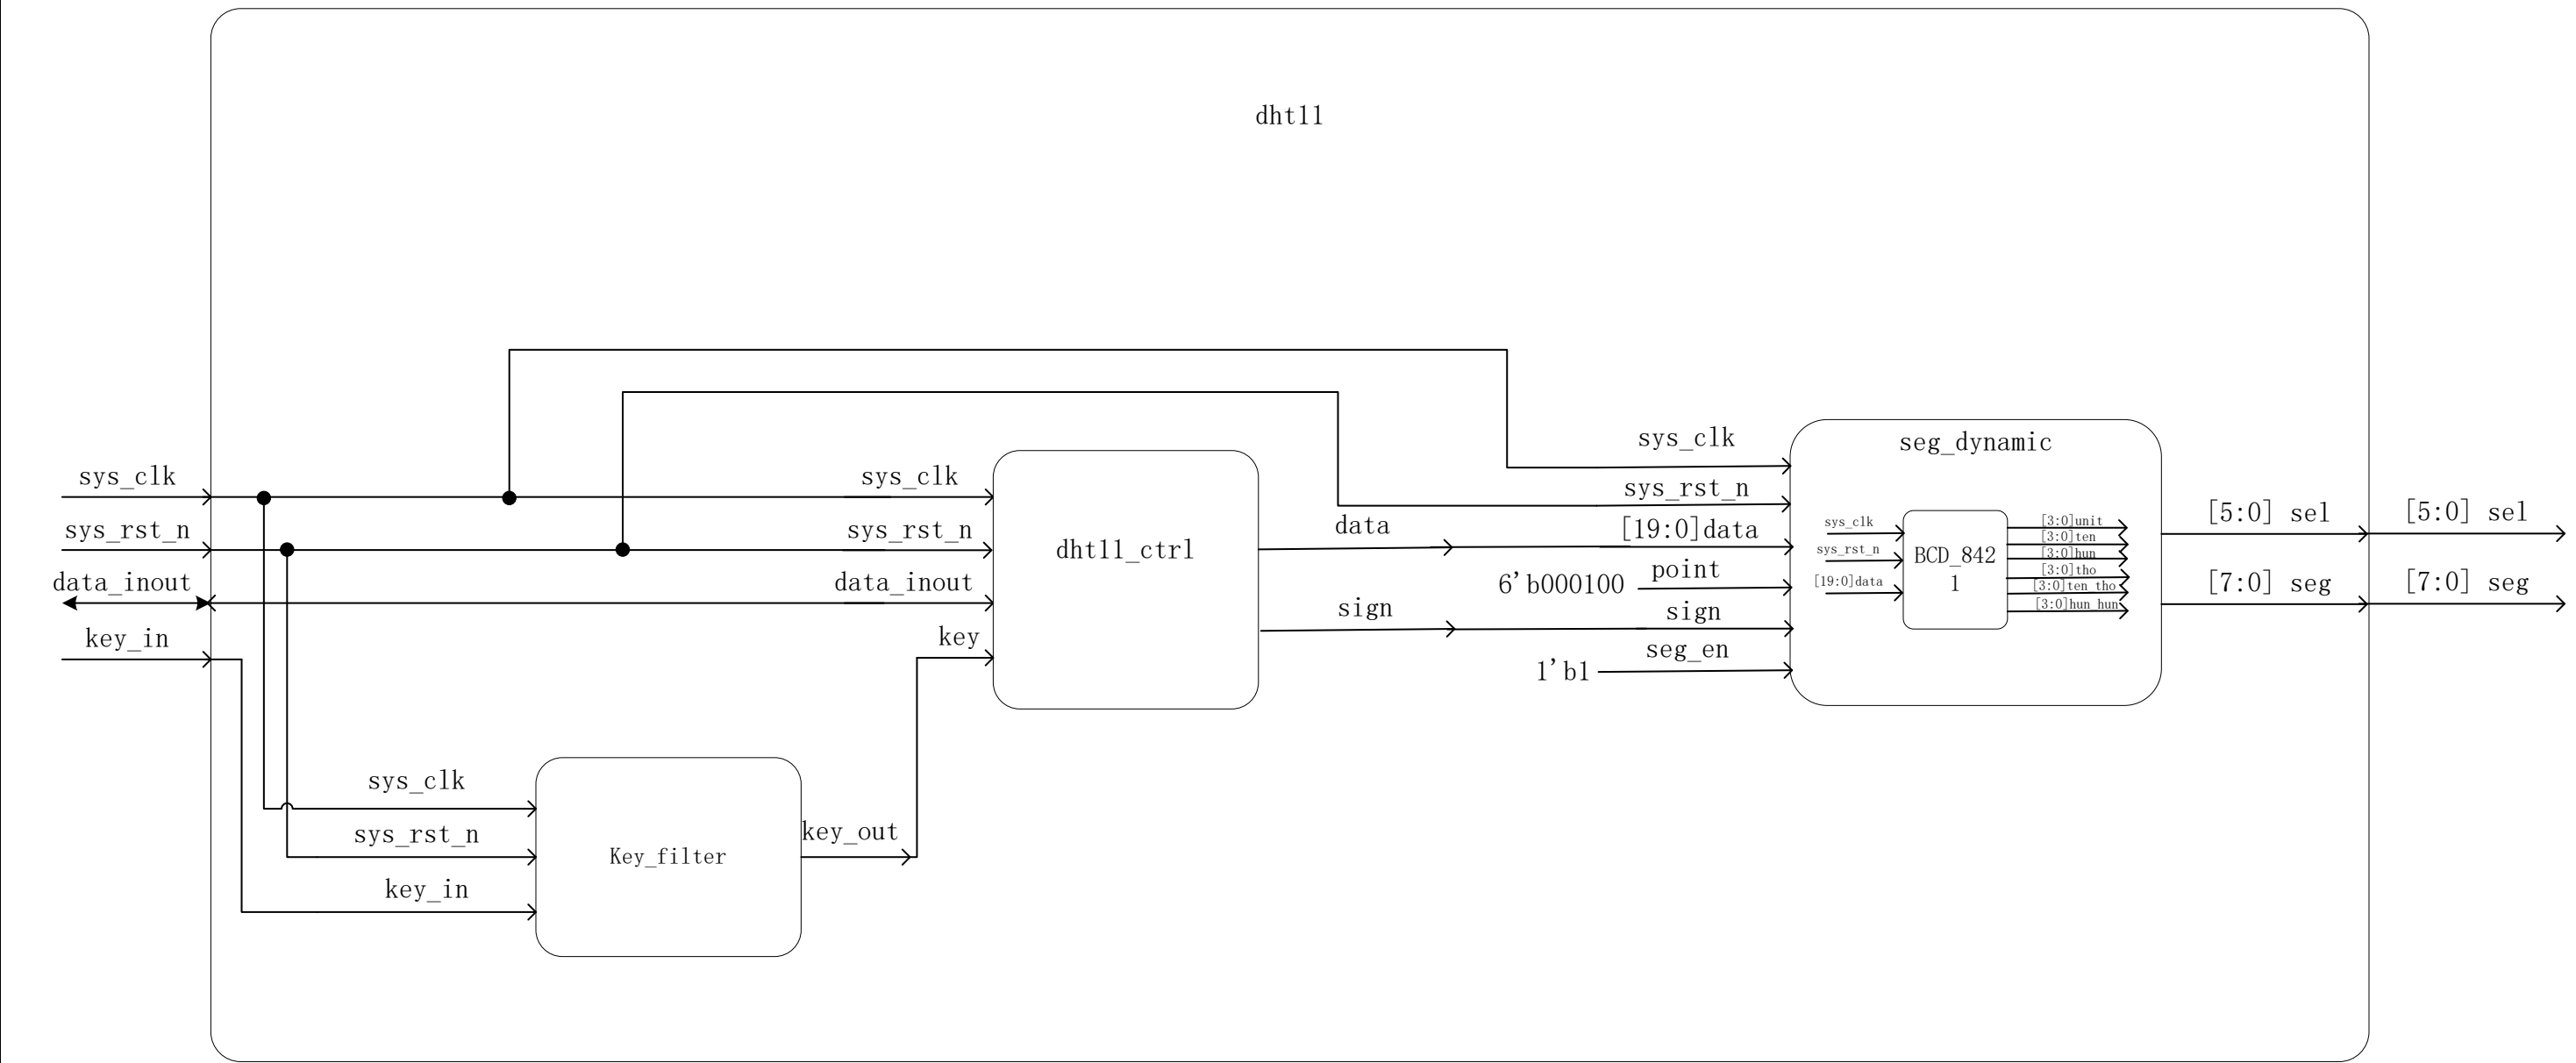 dht11
sys_clk
sys_rst_n
data_inout
key_in
sys_clk
sys_rst_n
data_inout
key
dht11_ctrl
data
sign
sys_clk
sys_rst_n
[19:0]data
6'b000100
point
sign
1'b1
seg_en
seg_dynamic
sys_clk
sys_rst_n
[19:0]data
BCD_842
1
[3:0]unit
[3:0]ten
[3:0]hun
[3:0]tho
[3:0]ten_tho
[3:0]hun_hun
[5:0] sel
[7:0] seg
[5:0] sel
[7:0] seg
sys_clk
sys_rst_n
key_in
Key_filter
key_out